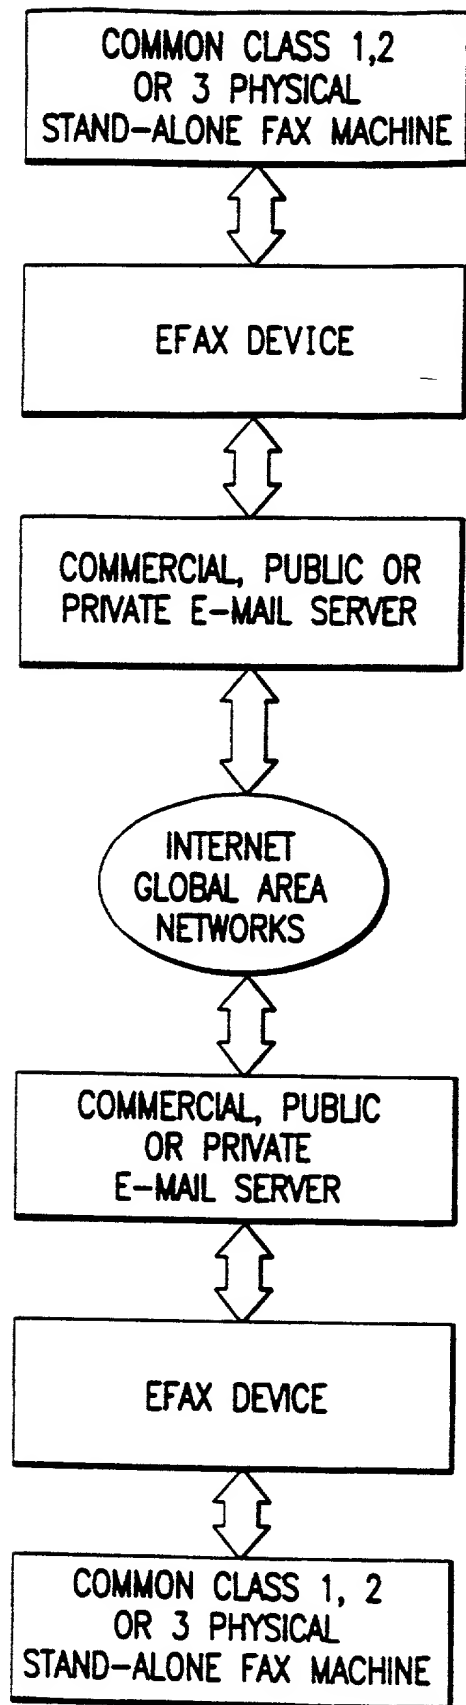 COMMON CLASS 1,2
OR 3 PHYSICAL
STAND-ALONE FAX MACHINE
EFAX DEVICE
COMMERCIAL, PUBLIC OR
PRIVATE E-MAIL SERVER
INTERNET
GLOBAL AREA
NETWORKS
COMMERCIAL, PUBLIC
OR PRIVATE
E-MAIL SERVER
EFAX DEVICE
COMMON CLASS 1, 2
OR 3 PHYSICAL
STAND-ALONE FAX MACHINE